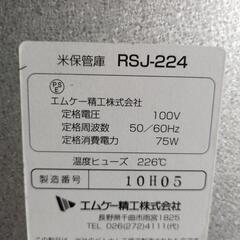 米保管庫 RSJ-224
PSE
エムケー精工株式会社
定格電圧 100V
定格周波数 50/60Hz
定格消費電力 75W
温度ヒューズ 226℃
製造番号 10H05
エムケー精工株式会社
長野県千曲市雨宮1825
TEL 026(272)4111(代)